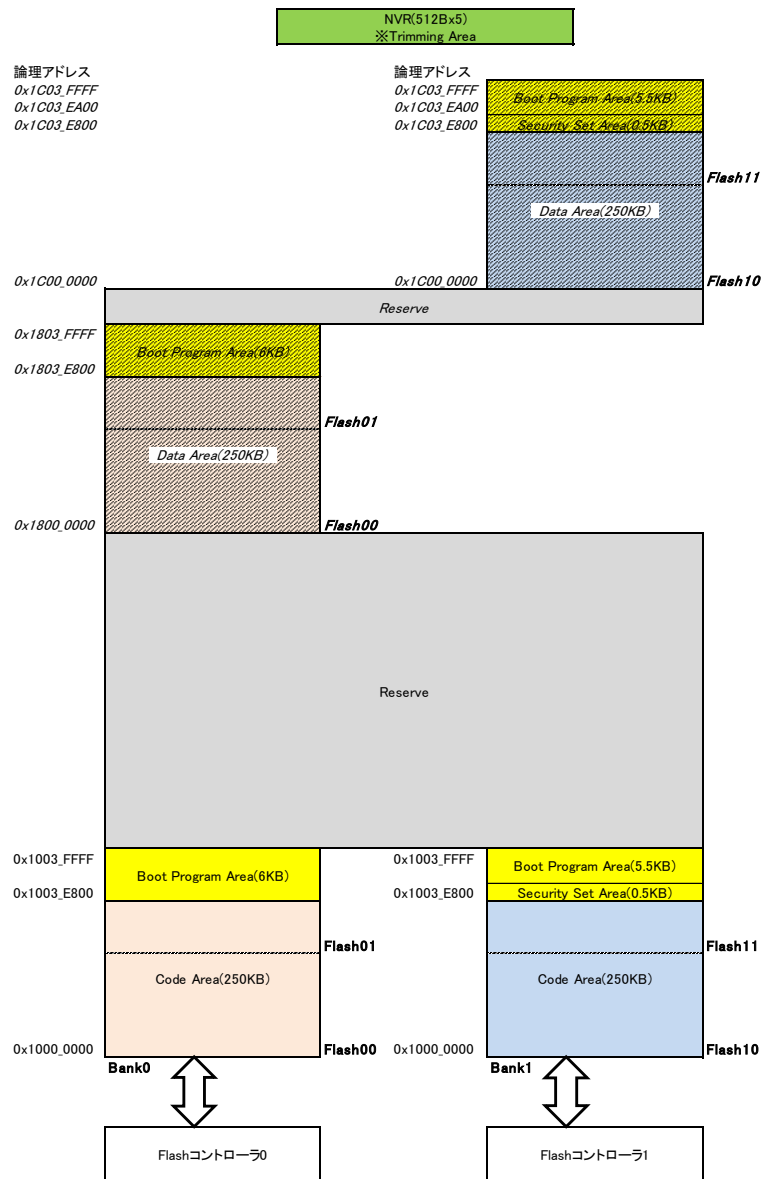 NVR(512Bx5)
※Trimming Area
論理アドレス
0x1C03_FFFF
0x1C03_EA00
0x1C03_E800
論理アドレス
0x1C03_FFFF
0x1C03_EA00
0x1C03_E800
Boot Program Area(5.5KB)
Security Set Area(0.5KB)
Flash11
Data Area(250KB)
0x1C00_0000
0x1C00_0000
Flash10
Reserve
0x1803_FFFF
Boot Program Area(6KB)
0x1803_E800
Flash01
Data Area(250KB)
0x1800_0000
Flash00
Reserve
0x1003_FFFF
Boot Program Area(6KB)
0x1003_E800
0x1003_FFFF
Boot Program Area(5.5KB)
0x1003_E800
Security Set Area(0.5KB)
Flash01
Flash11
Code Area(250KB)
Code Area(250KB)
0x1000_0000
Flash00
0x1000_0000
Flash10
Bank0
Bank1
Flashコントローラ0
Flashコントローラ1